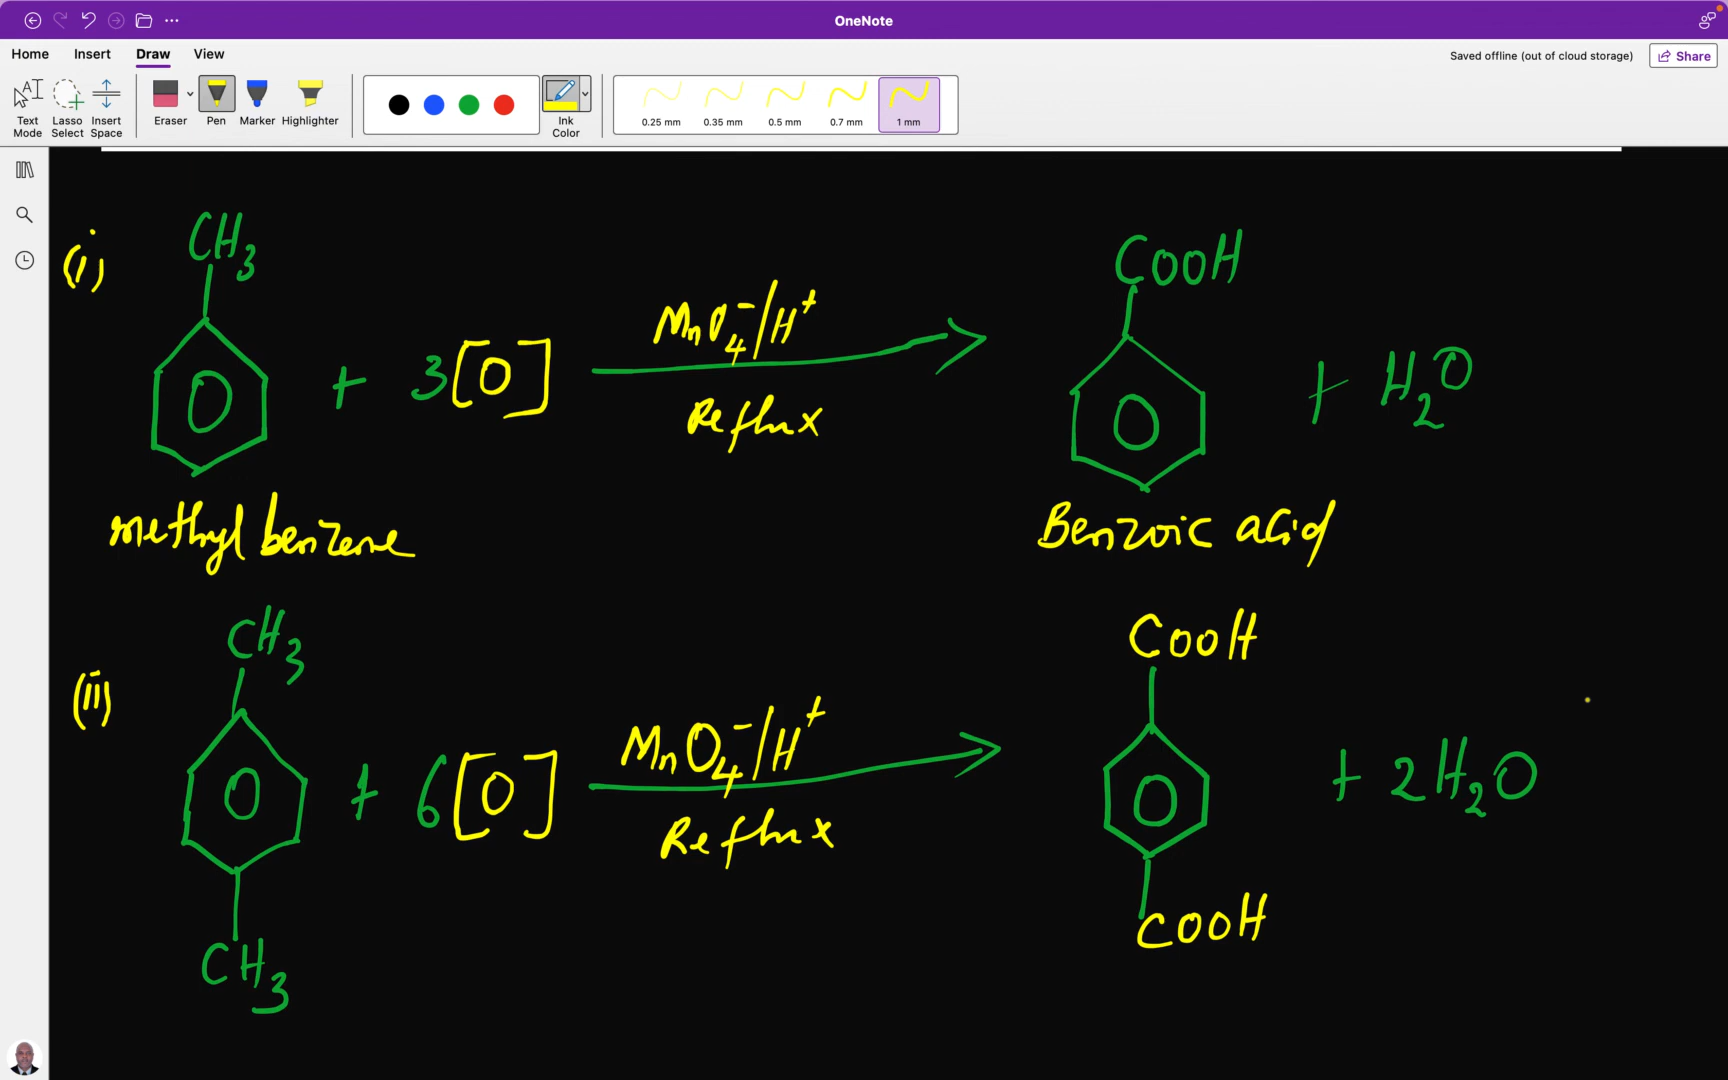 OneNote
Home Insert Draw View
Saved offline (out of cloud storage) Share
Text Mode
Lasso Select
Insert Space
Eraser
Pen
Marker
Highlighter
Ink Color
0.25 mm
0.35 mm
0.5 mm
0.7 mm
1 mm
(i)
CH3
+ 3[O]
MnO4-/H+
Reflux
COOH
+ H2O
methyl benzene
Benzoic acid
(ii)
CH3
CH3
+ 6[O]
MnO4-/H+
Reflux
COOH
COOH
+ 2H2O